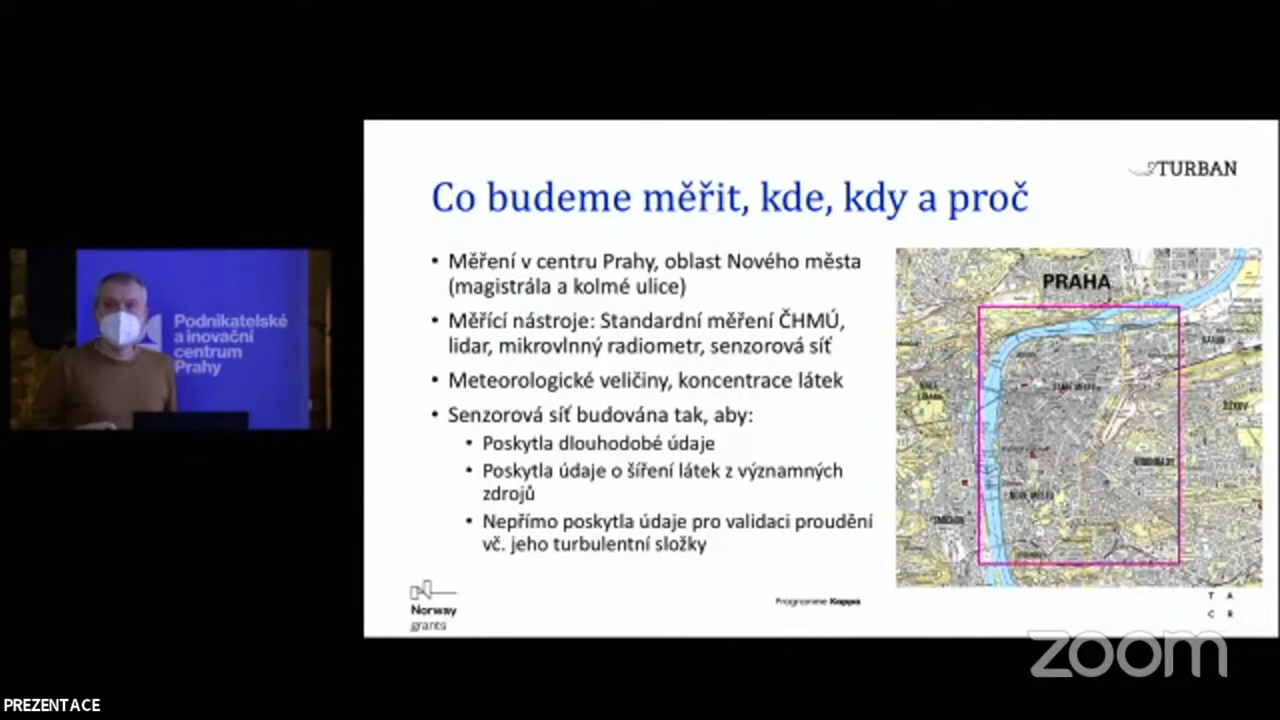 Podnikatelské
a inovační
centrum
Prahy
TURBAN
Co budeme měřit, kde, kdy a proč
• Měření v centru Prahy, oblast Nového města
(magistrála a kolmé ulice)
• Měřící nástroje: Standardní měření ČHMÚ,
lidar, mikrovlnný radiometr, senzorová síť
• Meteorologické veličiny, koncentrace látek
• Senzorová síť budována tak, aby:
• Poskytla dlouhodobé údaje
• Poskytla údaje o šíření látek z významných
zdrojů
• Nepřímo poskytla údaje pro validaci proudění
vč. jeho turbulentní složky
PRAHA
Norway
grants
Programme Kappa
T A
C R
zoom
PREZENTACE